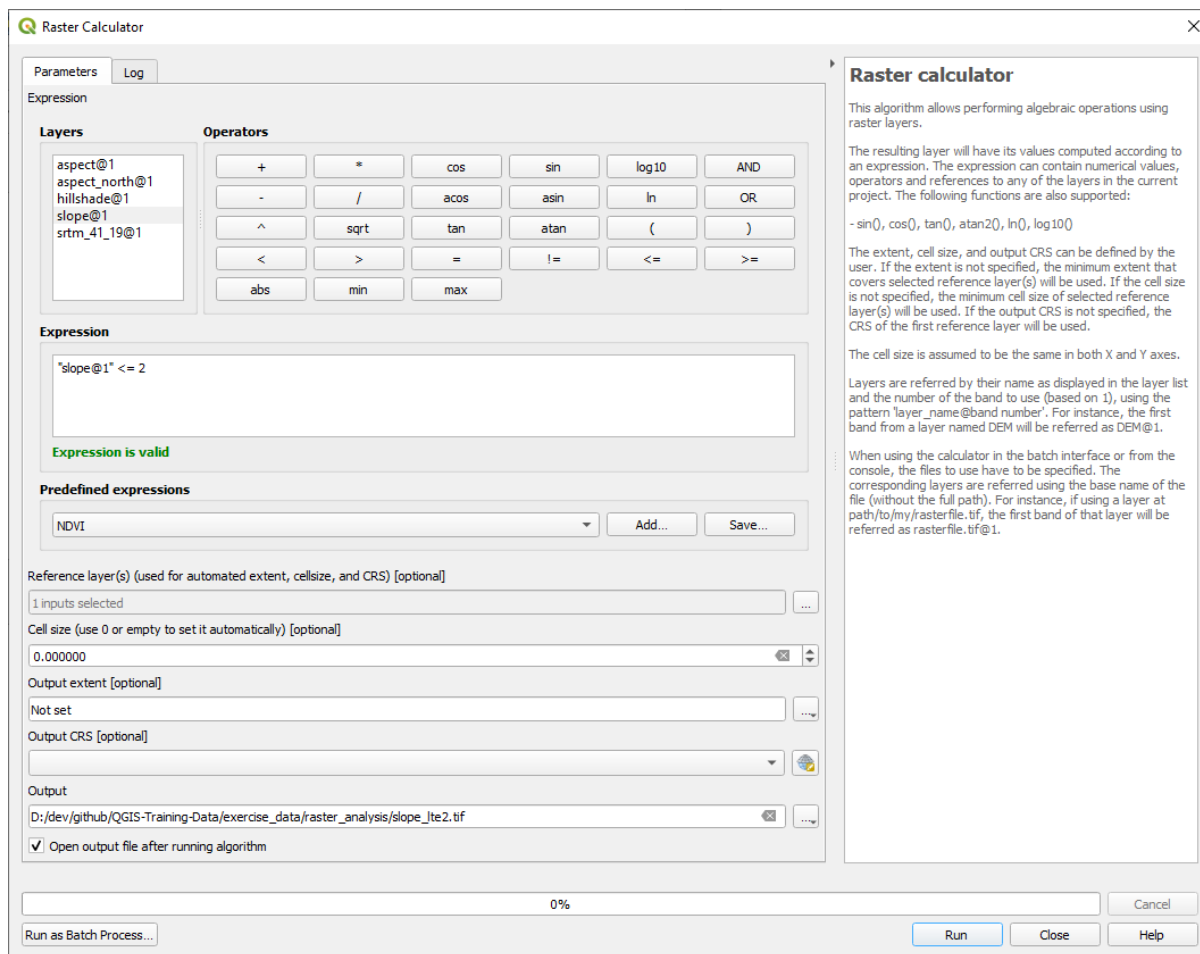 Raster Calculator
Parameters
Log
Expression
Layers
Operators
aspect@1
aspect_north@1
hillshade@1
slope@1
srtm_41_19@1
+ * cos sin log10 AND
- / acos asin ln OR
^ sqrt tan atan ( )
< > = != <= >=
abs min max
Expression
"slope@1" <= 2
Expression is valid
Predefined expressions
NDVI
Add...
Save...
Reference layer(s) (used for automated extent, cellsize, and CRS) [optional]
1 inputs selected
...
Cell size (use 0 or empty to set it automatically) [optional]
0.000000
Output extent [optional]
Not set
...
Output CRS [optional]
Output
D:/dev/github/QGIS-Training-Data/exercise_data/raster_analysis/slope_lte2.tif
...
Open output file after running algorithm
Raster calculator
This algorithm allows performing algebraic operations using
raster layers.
The resulting layer will have its values computed according to
an expression. The expression can contain numerical values,
operators and references to any of the layers in the current
project. The following functions are also supported:
- sin(), cos(), tan(), atan2(), ln(), log10()
The extent, cell size, and output CRS can be defined by the
user. If the extent is not specified, the minimum extent that
covers selected reference layer(s) will be used. If the cell size
is not specified, the minimum cell size of selected reference
layer(s) will be used. If the output CRS is not specified, the
CRS of the first reference layer will be used.
The cell size is assumed to be the same in both X and Y axes.
Layers are referred by their name as displayed in the layer list
and the number of the band to use (based on 1), using the
pattern 'layer_name@band number'. For instance, the first
band from a layer named DEM will be referred as DEM@1.
When using the calculator in the batch interface or from the
console, the files to use have to be specified. The
corresponding layers are referred using the base name of the
file (without the full path). For instance, if using a layer at
path/to/my/rasterfile.tif, the first band of that layer will be
referred as rasterfile.tif@1.
0%
Cancel
Run as Batch Process...
Run
Close
Help